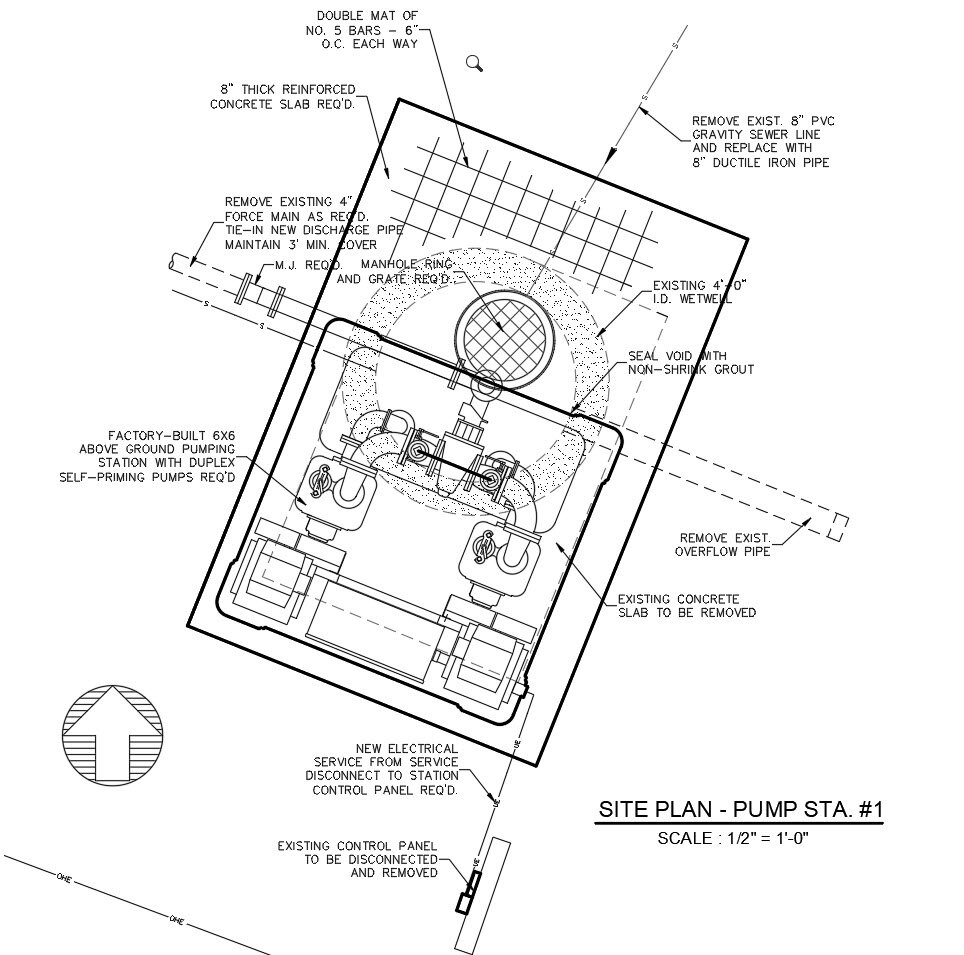 DOUBLE MAT OF
NO. 5 BARS - 6"
O.C. EACH WAY
8" THICK REINFORCED
CONCRETE SLAB REQ'D.
S
S
REMOVE EXIST. 8" PVC
GRAVITY SEWER LINE
AND REPLACE WITH
8" DUCTILE IRON PIPE
S
S
REMOVE EXISTING 4"
FORCE MAIN AS REQ'D.
TIE-IN NEW DISCHARGE PIPE
MAINTAIN 3' MIN. COVER
M.J. REQ'D.
MANHOLE RING
AND GRATE REQ'D.
S
S
EXISTING 4'-0"
I.D. WETWELL
SEAL VOID WITH
NON-SHRINK GROUT
FACTORY-BUILT 6X6
ABOVE GROUND PUMPING
STATION WITH DUPLEX
SELF-PRIMING PUMPS REQ'D
REMOVE EXIST.
OVERFLOW PIPE
EXISTING CONCRETE
SLAB TO BE REMOVED
UE
NEW ELECTRICAL
SERVICE FROM SERVICE
DISCONNECT TO STATION
CONTROL PANEL REQ'D.
UE
SITE PLAN - PUMP STA. #1
SCALE : 1/2" = 1'-0"
EXISTING CONTROL PANEL
TO BE DISCONNECTED
AND REMOVED
UE
OHE
OHE